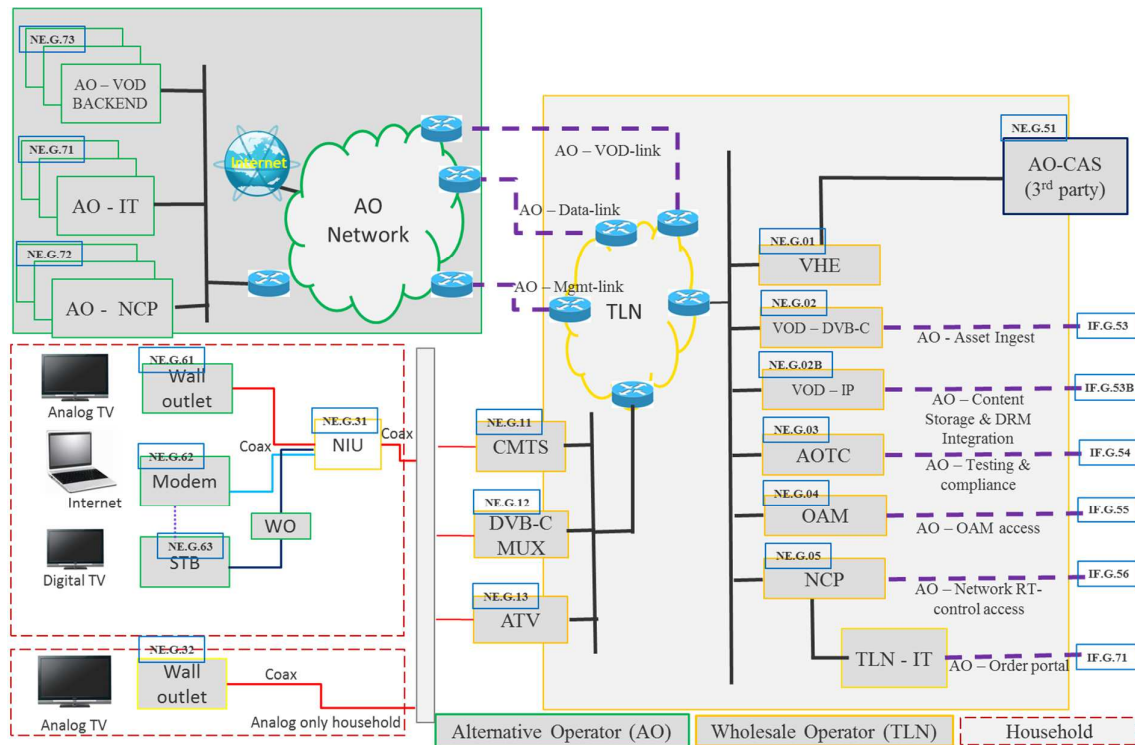 NE.G.73
AO – VOD
BACKEND
NE.G.71
AO - IT
NE.G.72
AO - NCP
Internet
AO
Network
AO – VOD-link
AO – Data-link
AO – Mgmt-link
TLN
NE.G.51
AO-CAS
(3rd party)
NE.G.01
VHE
NE.G.02
VOD – DVB-C
AO - Asset Ingest
IF.G.53
NE.G.02B
VOD – IP
AO – Content
Storage & DRM
Integration
IF.G.53B
NE.G.03
AOTC
AO – Testing &
compliance
IF.G.54
NE.G.04
OAM
AO – OAM access
IF.G.55
NE.G.05
NCP
AO – Network RT-
control access
IF.G.56
TLN - IT
AO – Order portal
IF.G.71
Analog TV
NE.G.61
Wall
outlet
NE.G.31
NIU
Coax
Coax
Internet
NE.G.62
Modem
WO
Digital TV
NE.G.63
STB
NE.G.11
CMTS
NE.G.12
DVB-C
MUX
NE.G.13
ATV
Analog TV
NE.G.32
Wall
outlet
Coax
Analog only household
Alternative Operator (AO)
Wholesale Operator (TLN)
Household